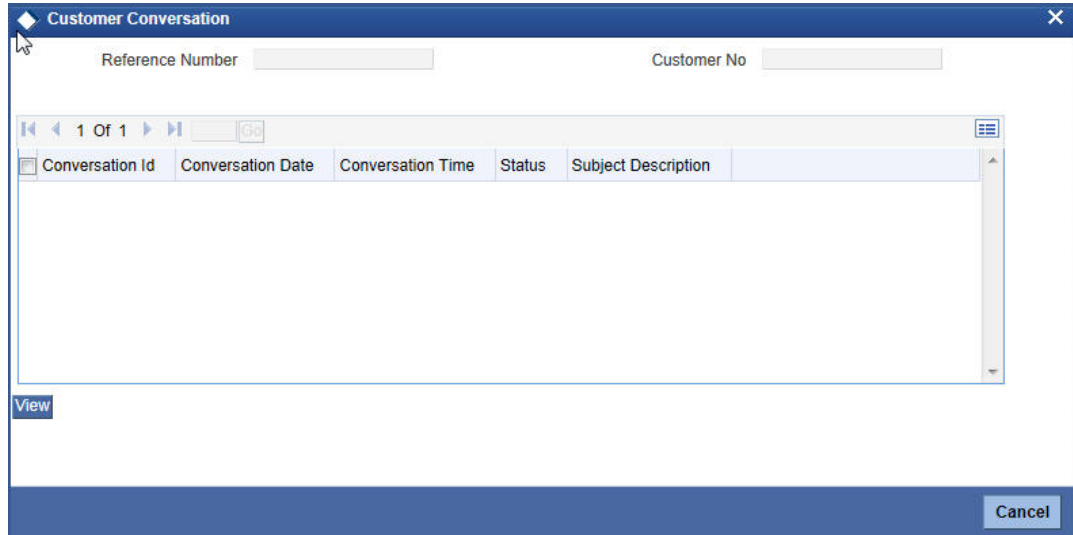 Customer Conversation
Reference Number Customer No
1 Of 1 Go
Conversation Id Conversation Date Conversation Time Status Subject Description
View
Cancel